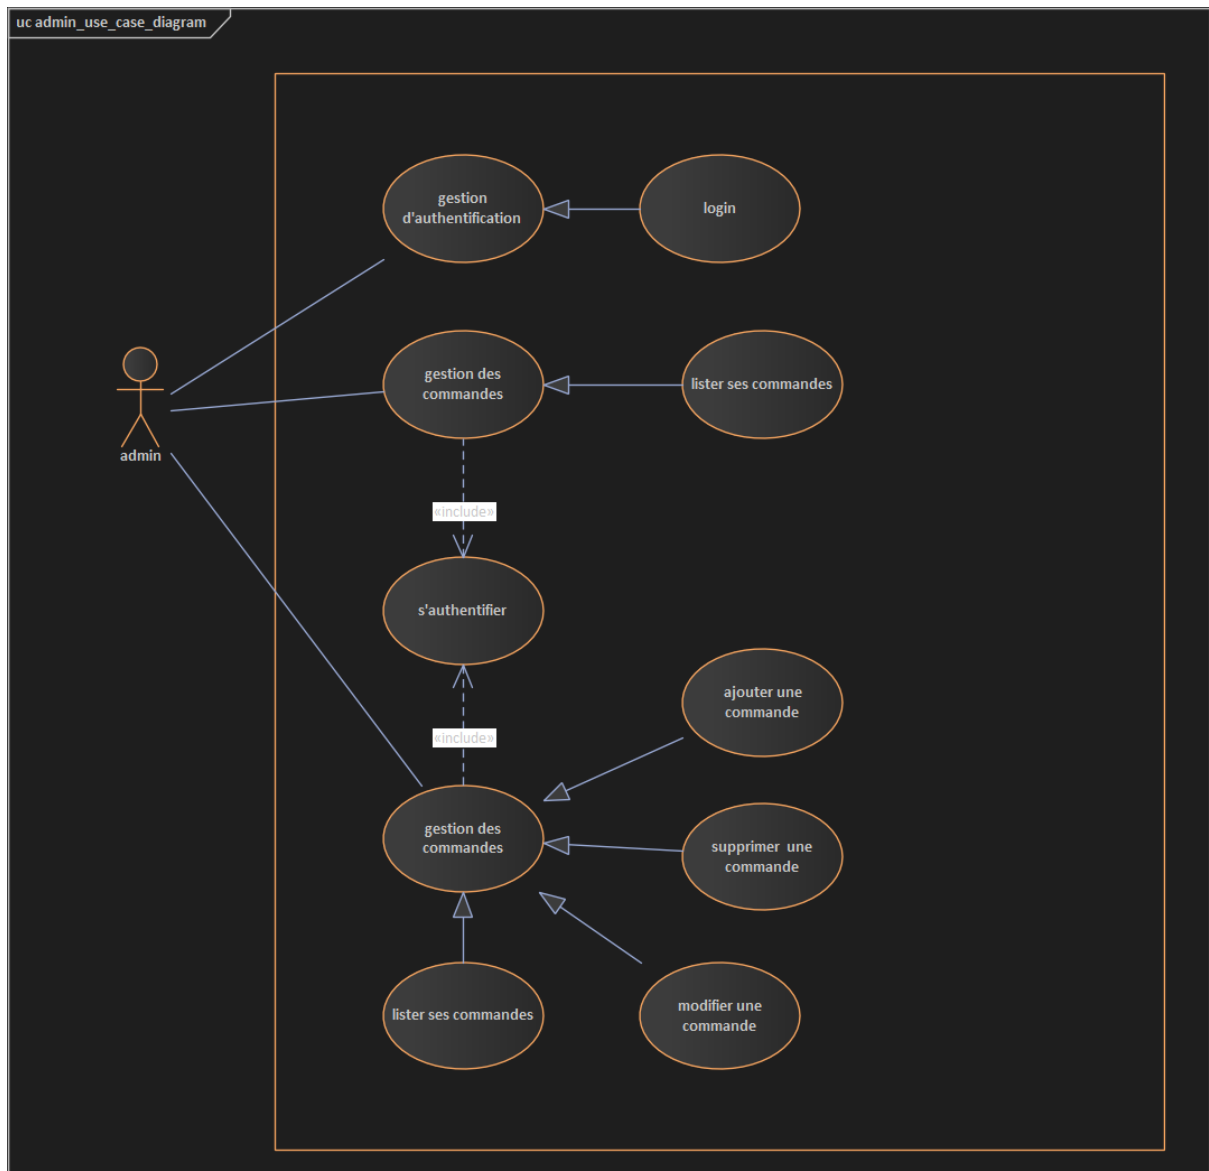 uc admin_use_case_diagram
gestion
d'authentification
login
gestion des
commandes
lister ses commandes
admin
«include»
s'authentifier
ajouter une
commande
«include»
gestion des
commandes
supprimer  une
commande
lister ses commandes
modifier une
commande